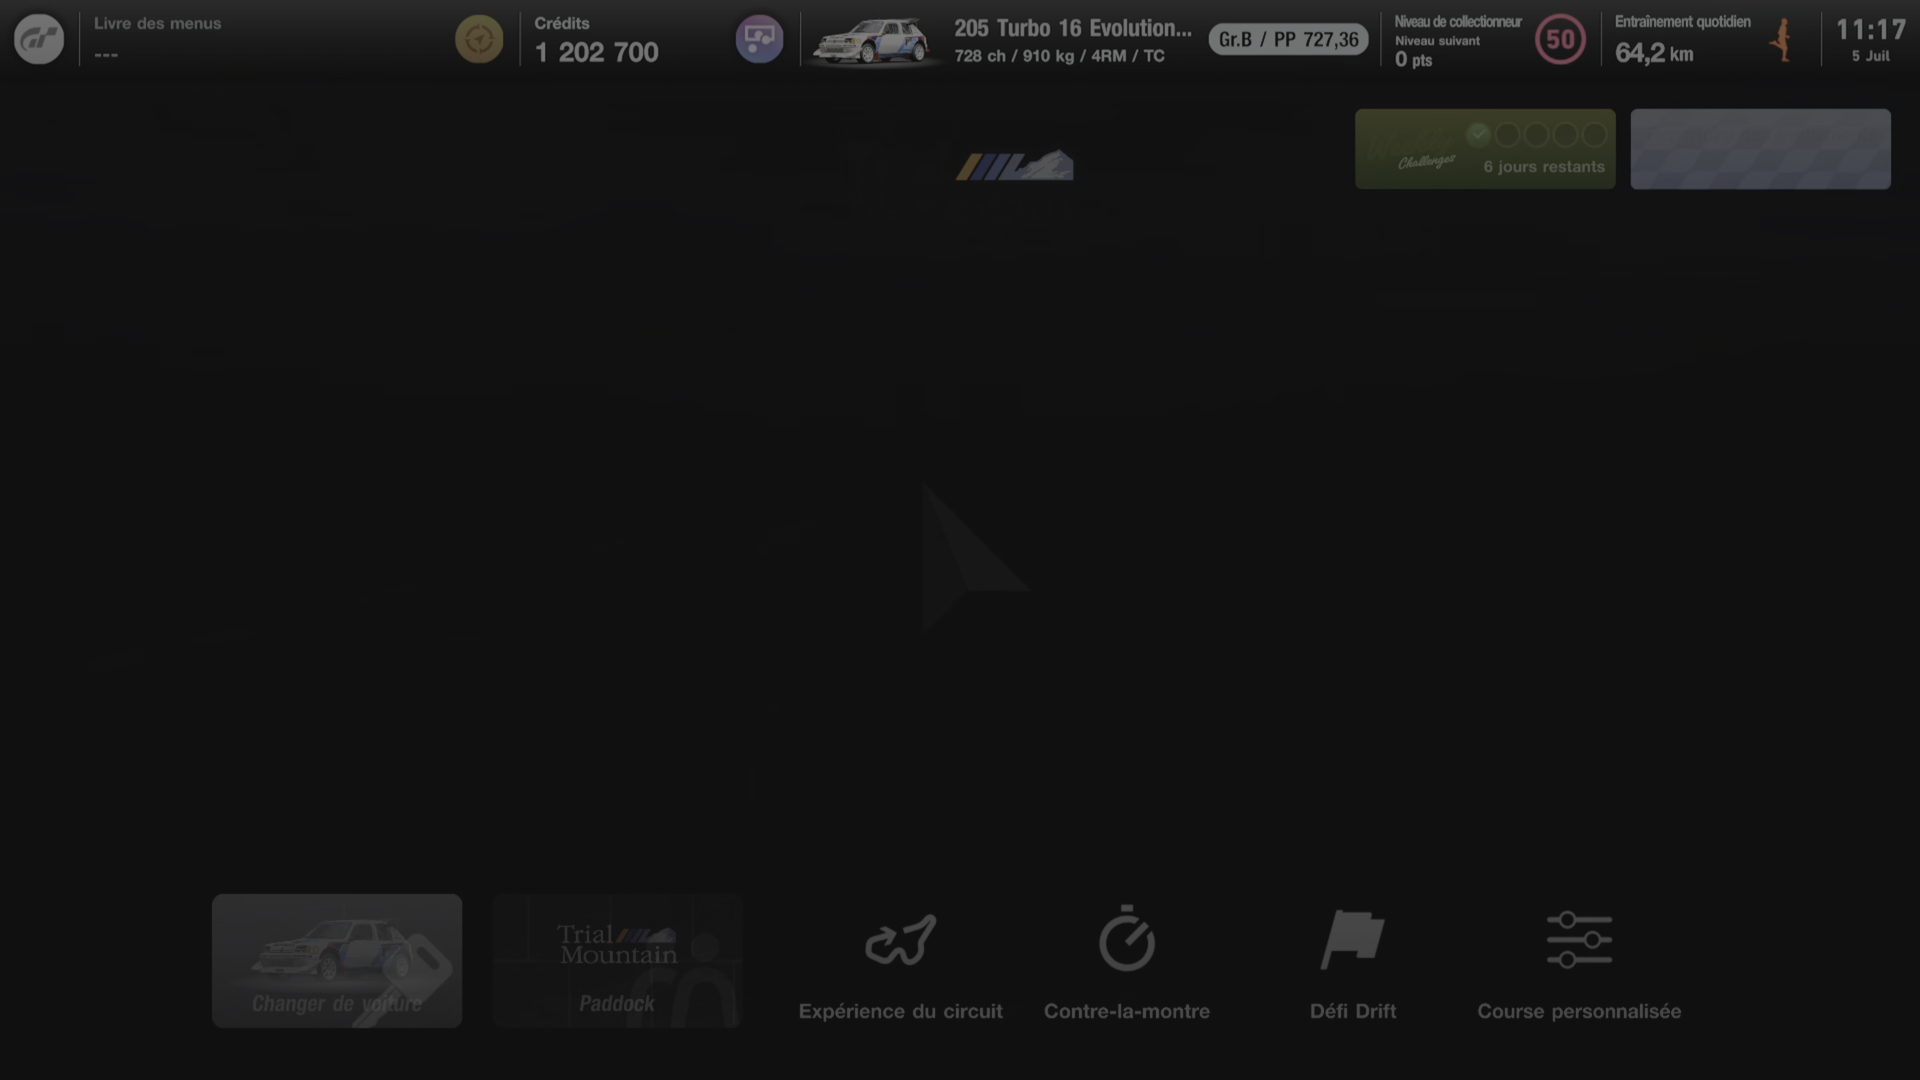 Livre des menus
---
Crédits
1 202 700
205 Turbo 16 Evolution...
728 ch / 910 kg / 4RM / TC
Gr.B / PP 727,36
Niveau de collectionneur
Niveau suivant
0 pts
50
Entraînement quotidien
64,2 km
11:17
5 Juil
Weekly
Challenges
6 jours restants
Changer de voiture
Trial
Mountain
Paddock
Expérience du circuit
Contre-la-montre
Défi Drift
Course personnalisée